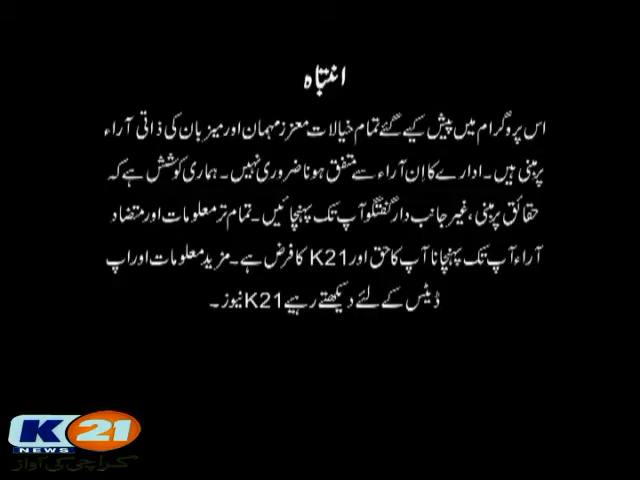 انتباہ
اس پروگرام میں پیش کیے گئے تمام خیالات معزز مہمان اور میزبان کی ذاتی آراء
پر مبنی ہیں۔ ادارے کا اِن آراء سے متفق ہونا ضروری نہیں۔ ہماری کوشش ہے کہ
حقائق پر مبنی، غیر جانب دار گفتگو آپ تک پہنچائیں۔ تمام تر معلومات اور متضاد
آراء آپ تک پہنچانا آپ کا حق اور K21 کا فرض ہے۔ مزید معلومات اور اپ
ڈیٹس کے لئے دیکھتے رہیے K21 نیوز۔
K 21
NEWS
کراچی کی آواز